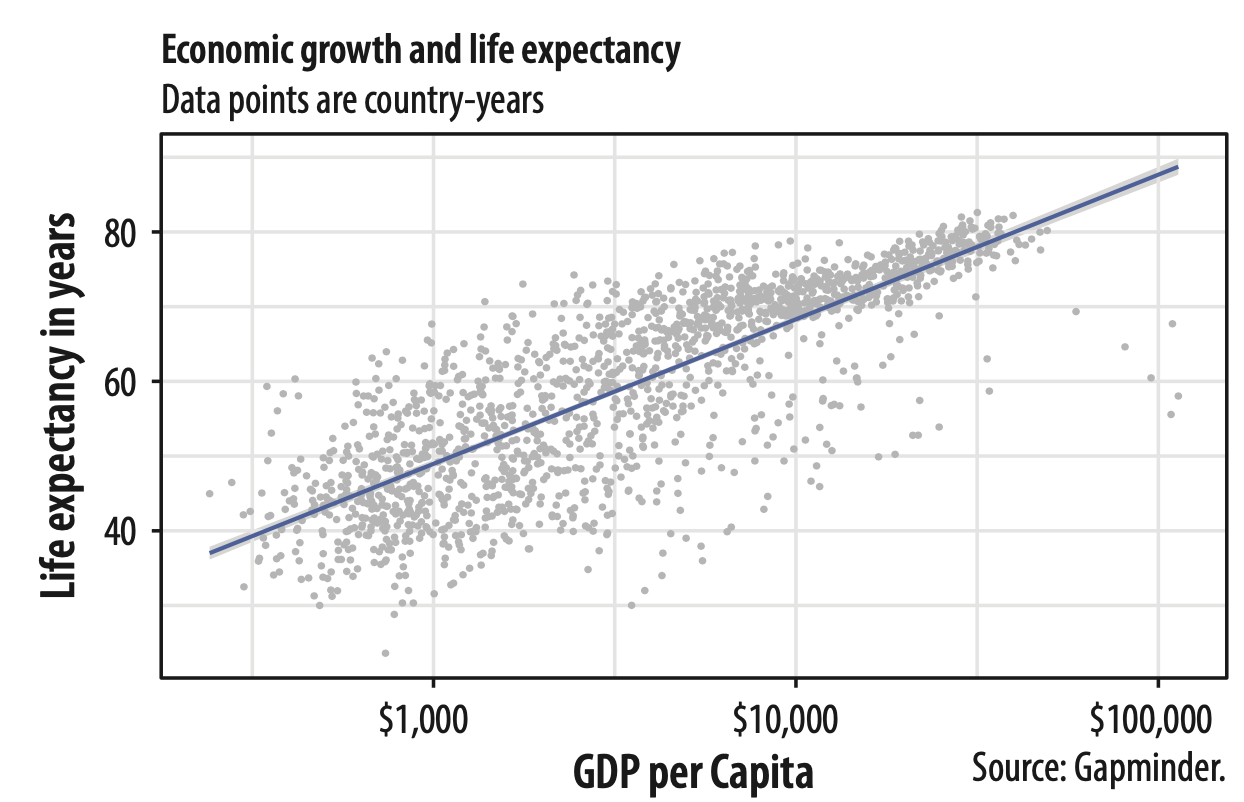 Economic growth and life expectancy
Data points are country-years
Life expectancy in years
80
60
40
$1,000
$10,000
$100,000
GDP per Capita
Source: Gapminder.